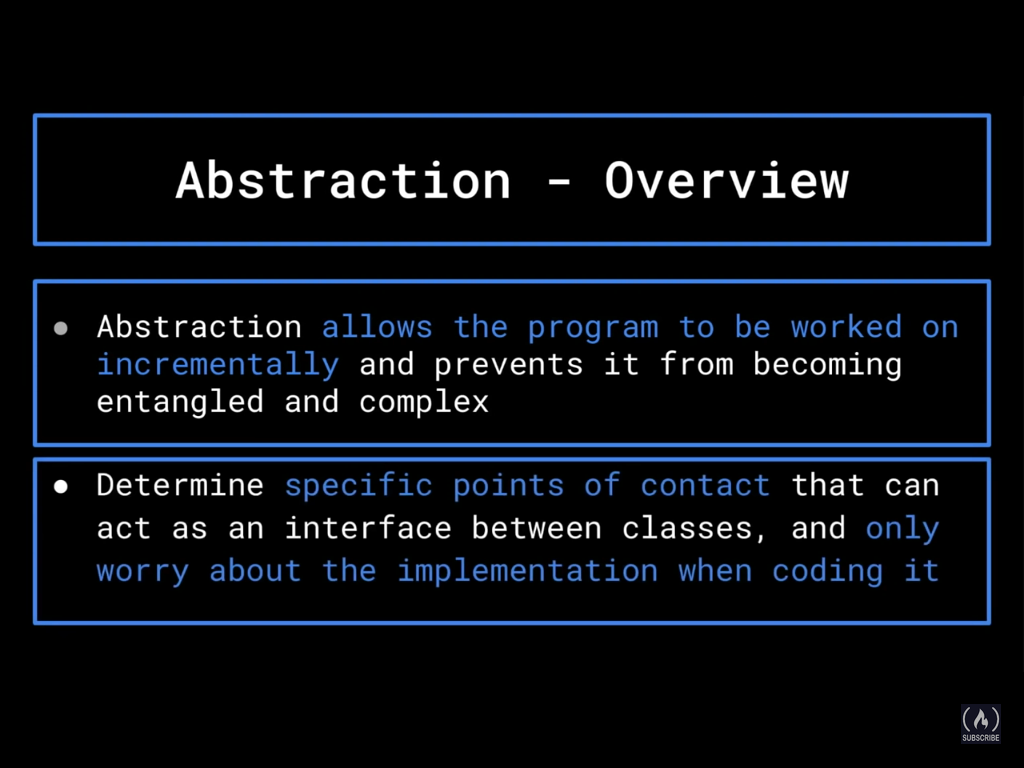 Abstraction - Overview
● Abstraction allows the program to be worked on
incrementally and prevents it from becoming
entangled and complex
● Determine specific points of contact that can
act as an interface between classes, and only
worry about the implementation when coding it
SUBSCRIBE